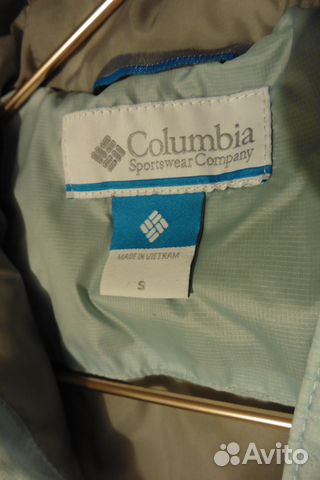 Columbia
Sportswear Company
MADE IN VIETNAM
S
Avito